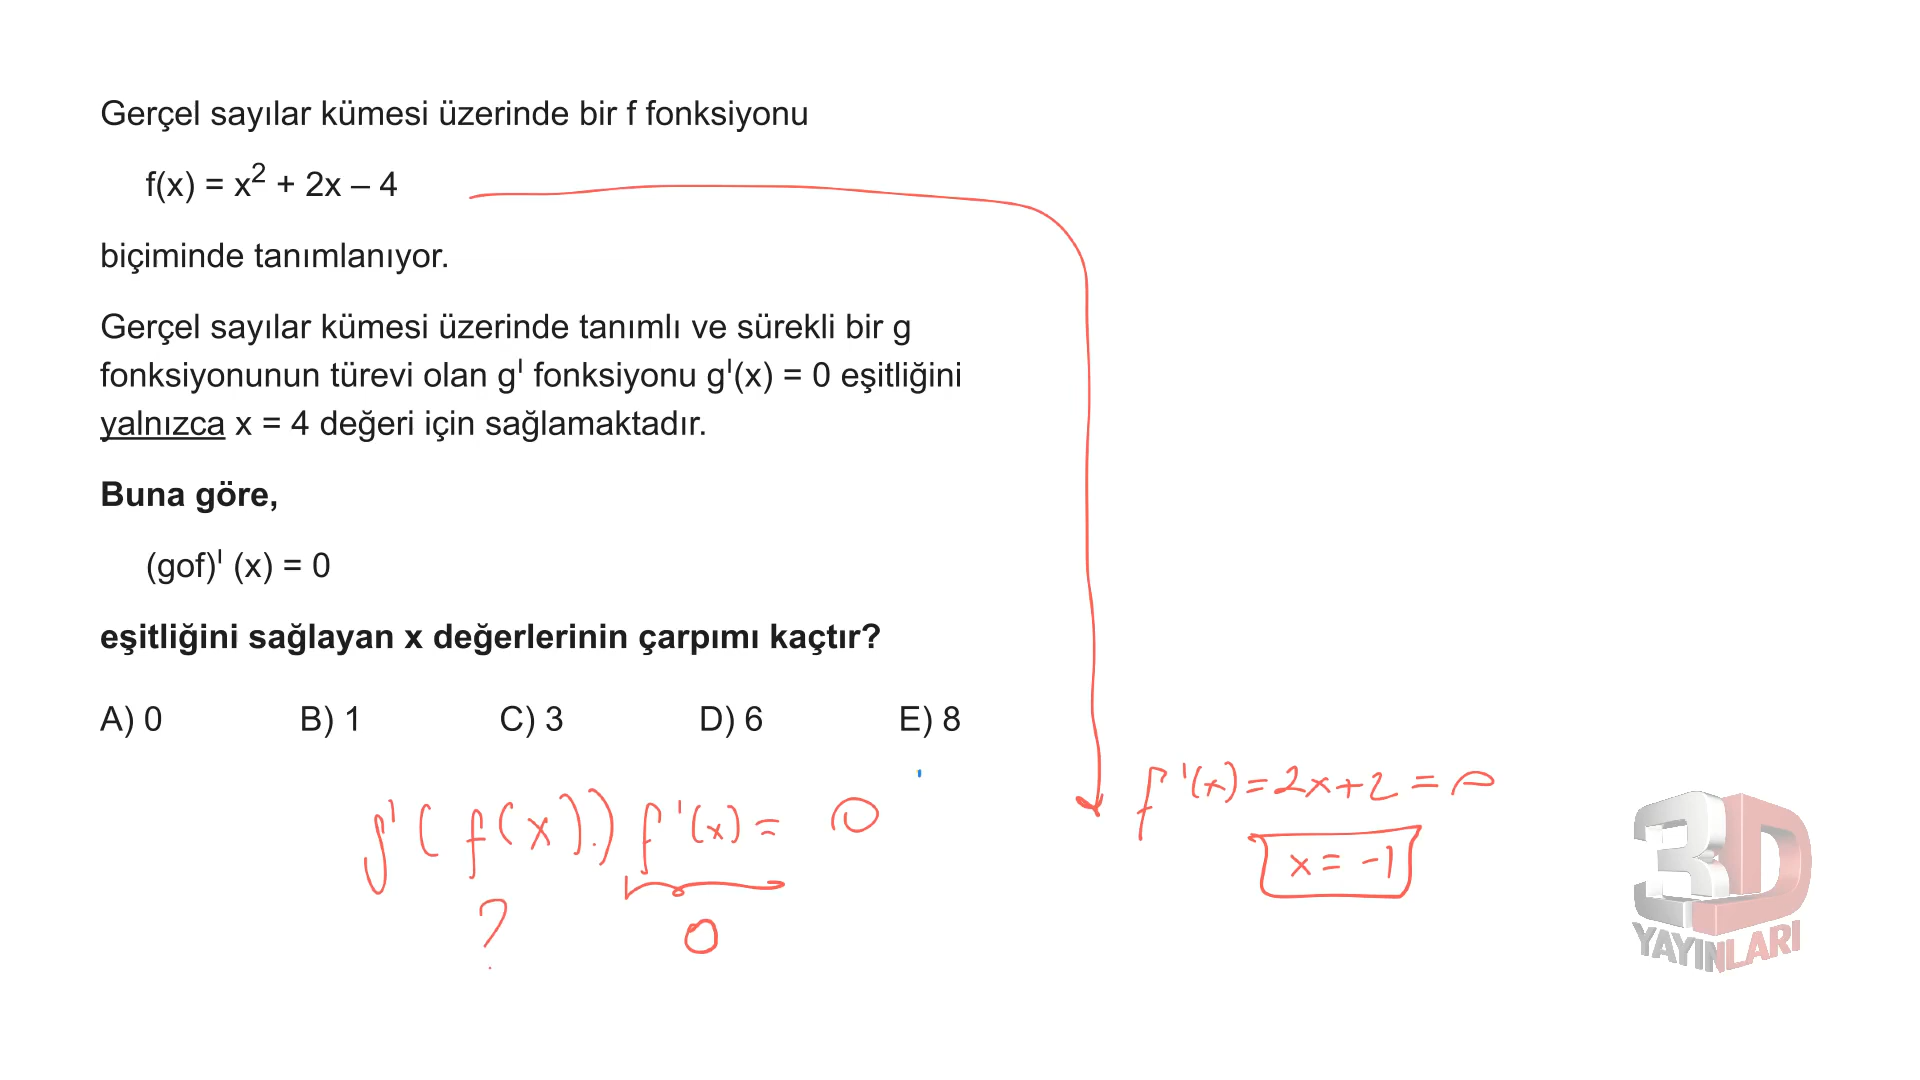 Gerçel sayılar kümesi üzerinde bir f fonksiyonu
f(x) = x² + 2x – 4
biçiminde tanımlanıyor.
Gerçel sayılar kümesi üzerinde tanımlı ve sürekli bir g
fonksiyonunun türevi olan gᴵ fonksiyonu gᴵ(x) = 0 eşitliğini
yalnızca x = 4 değeri için sağlamaktadır.
Buna göre,
(gof)ᴵ (x) = 0
eşitliğini sağlayan x değerlerinin çarpımı kaçtır?
A) 0 B) 1 C) 3 D) 6 E) 8
g'(f(x)).f'(x) = 0
?
0
f'(x) = 2x+2 = 0
x = -1
3D
YAYINLARI